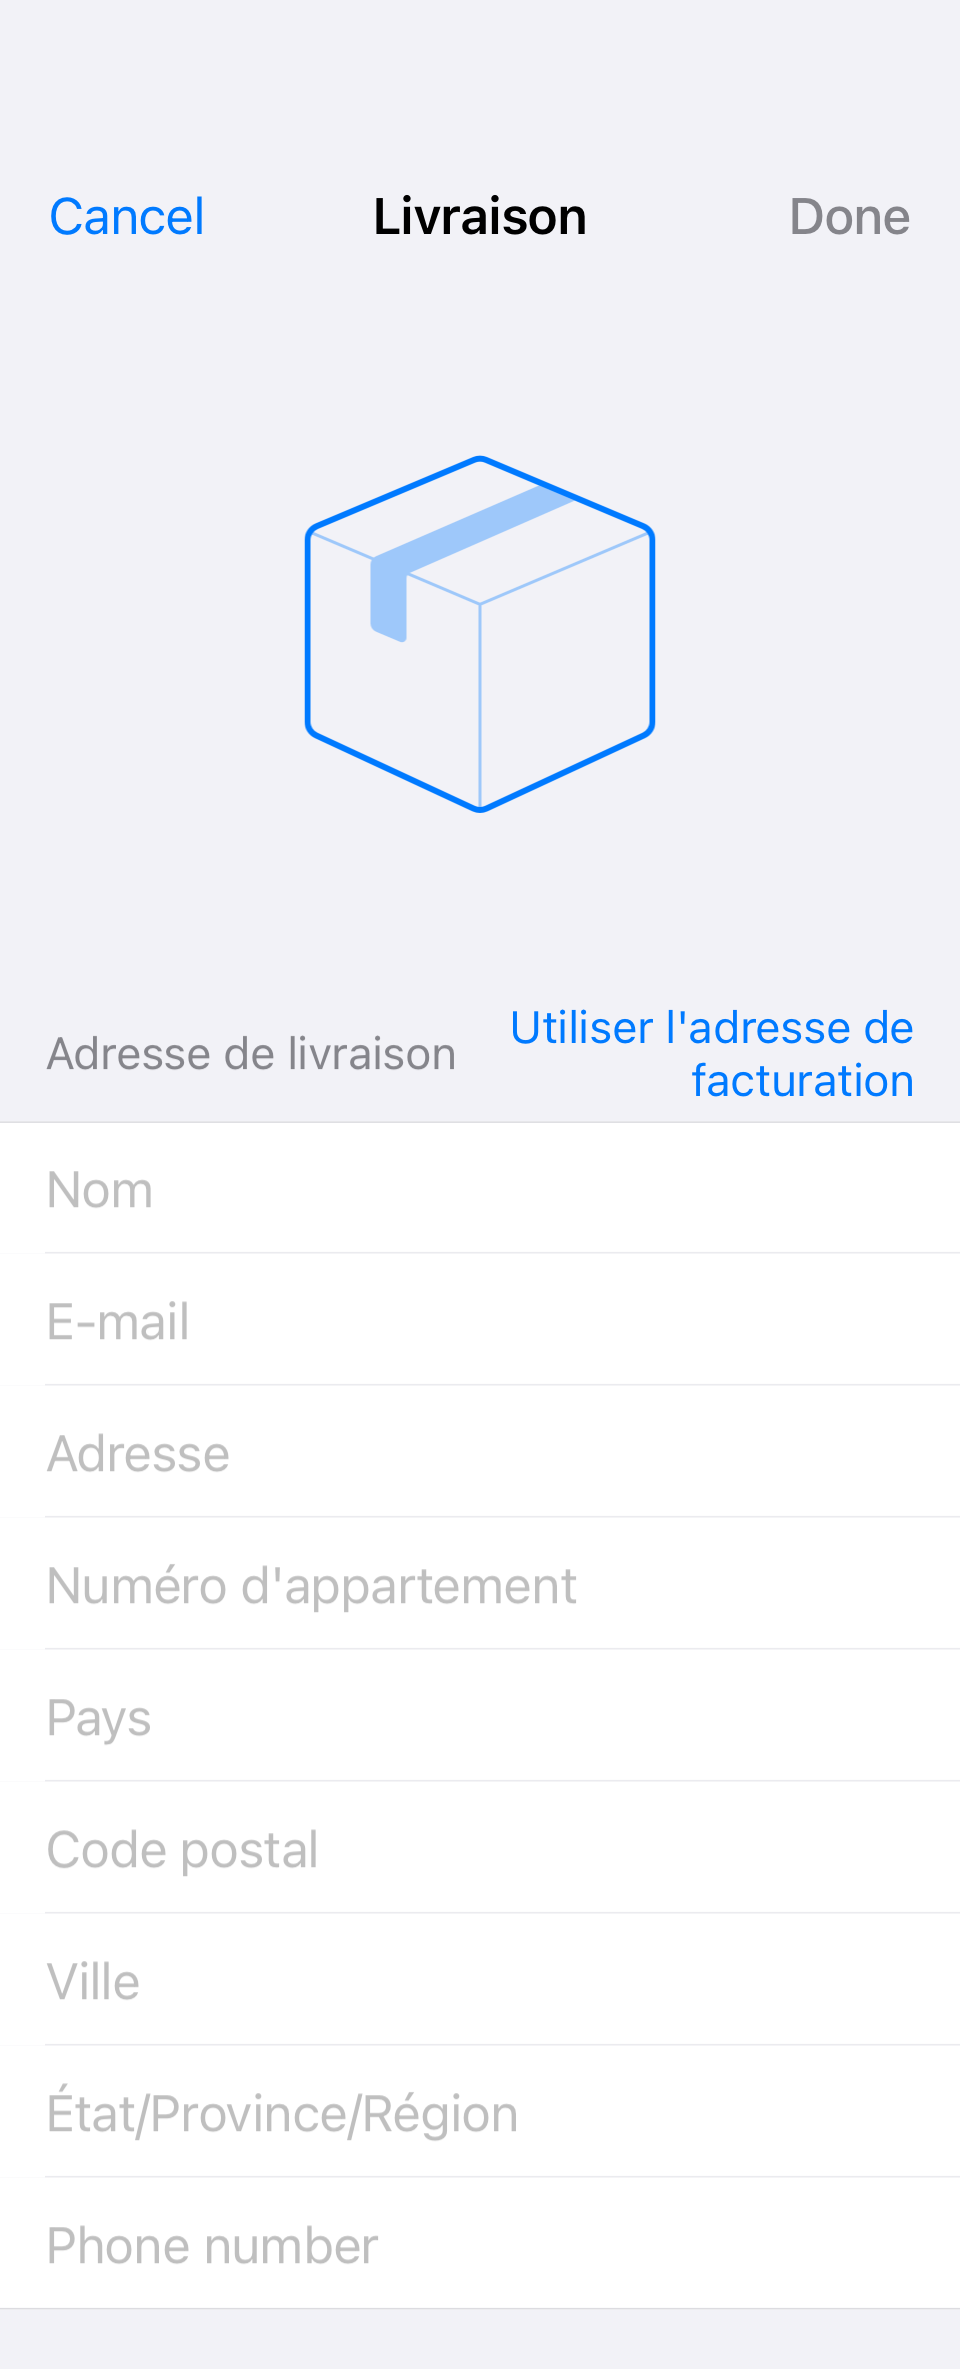 Cancel
Livraison
Done
Adresse de livraison
Utiliser l'adresse de
facturation
Nom
E-mail
Adresse
Numéro d'appartement
Pays
Code postal
Ville
État/Province/Région
Phone number